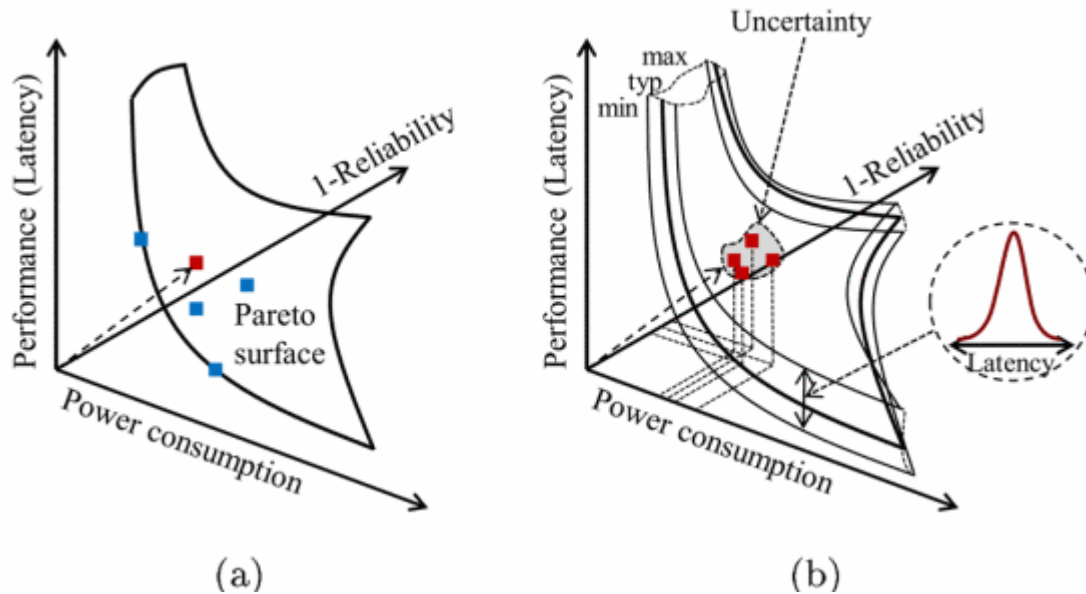 Performance (Latency)
1-Reliability
Pareto
surface
Power consumption
(a)
Uncertainty
max
typ
min
Performance (Latency)
1-Reliability
Latency
Power consumption
(b)